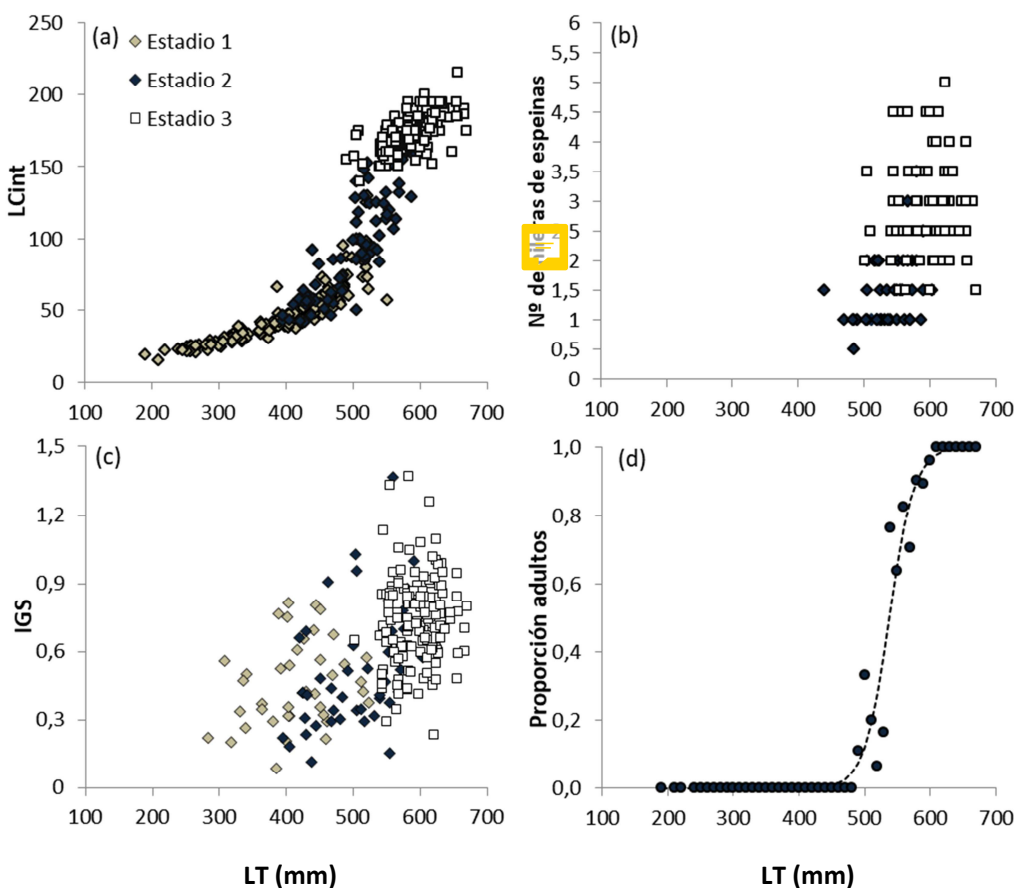 (a)
Estadio 1
Estadio 2
Estadio 3
LCint
250
200
150
100
50
0
100 200 300 400 500 600 700
(b)
Nº de de espeinas
6
5,5
5
4,5
4
3,5
3
2,5
2
1,5
1
0,5
0
100 200 300 400 500 600 700
(c)
IGS
1,5
1,2
0,9
0,6
0,3
0
100 200 300 400 500 600 700
LT (mm)
(d)
Proporción adultos
1,0
0,8
0,6
0,4
0,2
0,0
100 200 300 400 500 600 700
LT (mm)